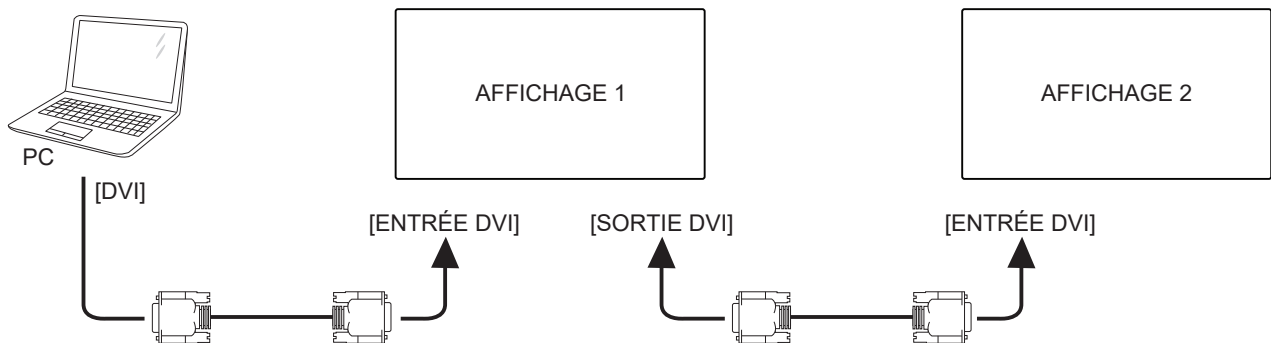 AFFICHAGE 1
AFFICHAGE 2
PC
[DVI]
[ENTRÉE DVI]
[SORTIE DVI]
[ENTRÉE DVI]